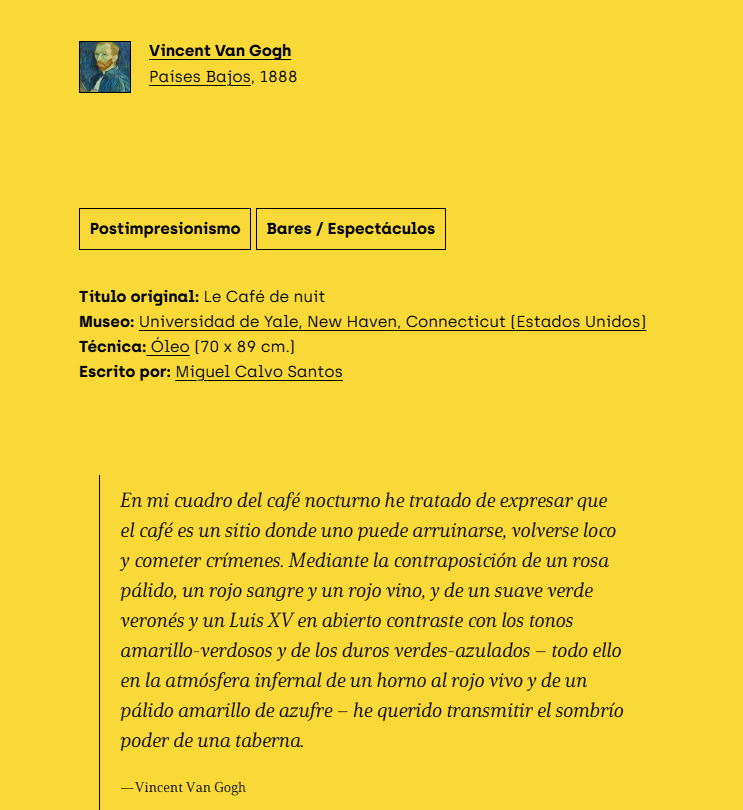 Vincent Van Gogh
Países Bajos, 1888
Postimpresionismo
Bares / Espectáculos
Título original: Le Café de nuit
Museo: Universidad de Yale, New Haven, Connecticut (Estados Unidos)
Técnica: Óleo (70 x 89 cm.)
Escrito por: Miguel Calvo Santos
En mi cuadro del café nocturno he tratado de expresar que
el café es un sitio donde uno puede arruinarse, volverse loco
y cometer crímenes. Mediante la contraposición de un rosa
pálido, un rojo sangre y un rojo vino, y de un suave verde
veronés y un Luis XV en abierto contraste con los tonos
amarillo-verdosos y de los duros verdes-azulados – todo ello
en la atmósfera infernal de un horno al rojo vivo y de un
pálido amarillo de azufre – he querido transmitir el sombrío
poder de una taberna.
—Vincent Van Gogh